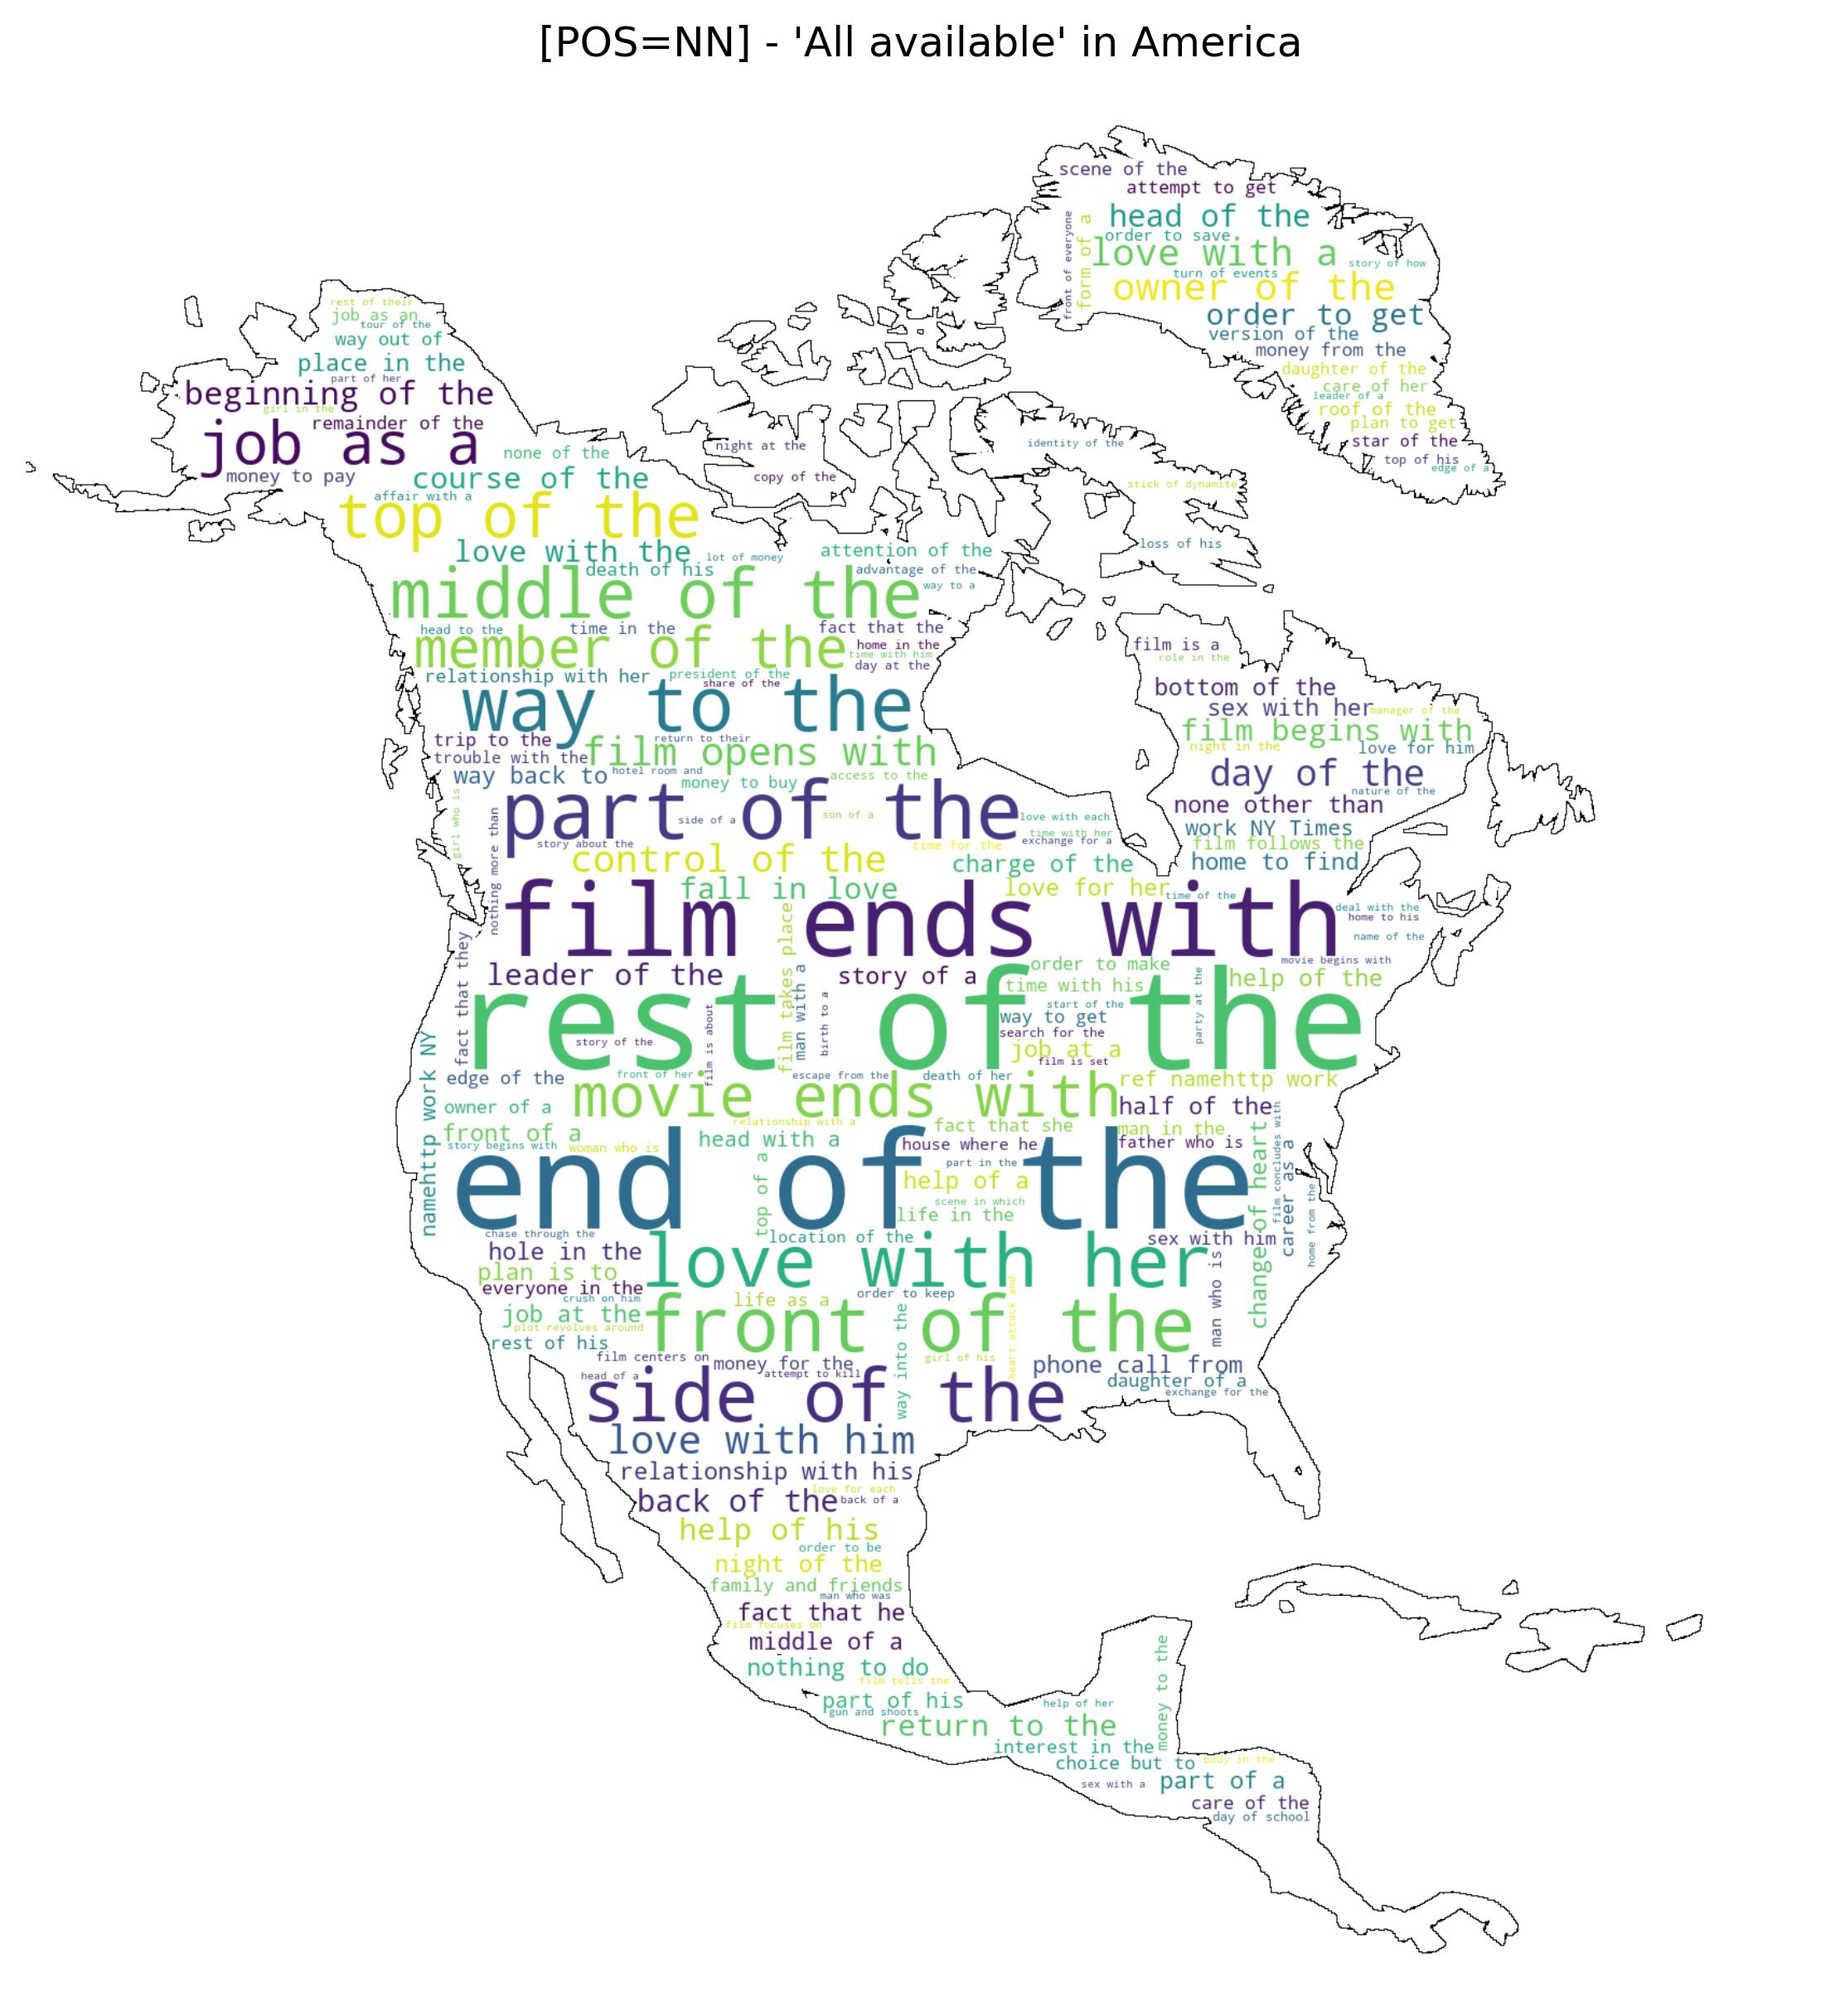 [POS=NN] - 'All available' in America
scene of the
attempt to get
head of the
front of everyone
form of a
order to save
love with a
story of how
turn of events
owner of the
order to get
version of the
money from the
daughter of the
care of her
leader of a
roof of the
plan to get
star of the
top of his
edge of a
rest of their
job as an
tour of the
way out of
place in the
part of her
beginning of the
girl in the
remainder of the
job as a
money to pay
none of the
course of the
affair with a
top of the
night at the
copy of the
identity of the
stick of dynamite
loss of his
love with the
lot of money
attention of the
death of his
advantage of the
way to a
middle of the
head to the
time in the
fact that the
member of the
home in the
time with him
day at the
relationship with her
president of the
share of the
way to the
trip to the
return to their
trouble with the
film opens with
way back to
hotel room and
money to buy
access to the
film is a
role in the
bottom of the
sex with her
manager of the
film begins with
night in the
love for him
day of the
nature of the
none other than
work NY Times
film follows the
home to find
girl who is
nothing more than
part of the
side of a
son of a
love with each
time with her
exchange for a
story about the
time for the
control of the
charge of the
fall in love
love for her
time of the
film ends with
deal with the
home to his
name of the
movie begins with
fact that they
film takes place
man with a
leader of the
story of a
order to make
help of the
time with his
rest of the
start of the
way to get
search for the
job at a
film is set
party at the
story of the
film is about
birth to a
namehttp work NY
edge of the
front of her
escape from the
death of her
ref namehttp work
movie ends with
half of the
owner of a
relationship with a
fact that she
man in the
front of a
story begins with
woman who is
head with a
house where he
father who is
end of the
top of a
part in the
help of a
scene in which
life in the
change of heart
film concludes with
career as a
home from the
chase through the
location of the
sex with him
hole in the
love with her
plan is to
everyone in the
crush on him
life as a
order to keep
heart attack and
man who is
job at the
plot revolves around
front of the
way into the
rest of his
film centers on
money for the
girl of his
phone call from
head of a
attempt to kill
daughter of a
exchange for the
side of the
love with him
relationship with his
love for each
back of the
back of a
help of his
order to be
night of the
family and friends
man who was
fact that he
film focuses on
middle of a
nothing to do
film tells the
part of his
gun and shoots
help of her
money to the
return to the
interest in the
choice but to
body in the
sex with a
part of a
care of the
day of school